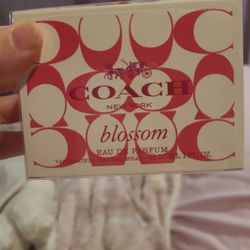 COACH
NEW YORK
blossom
EAU DE PARFUM